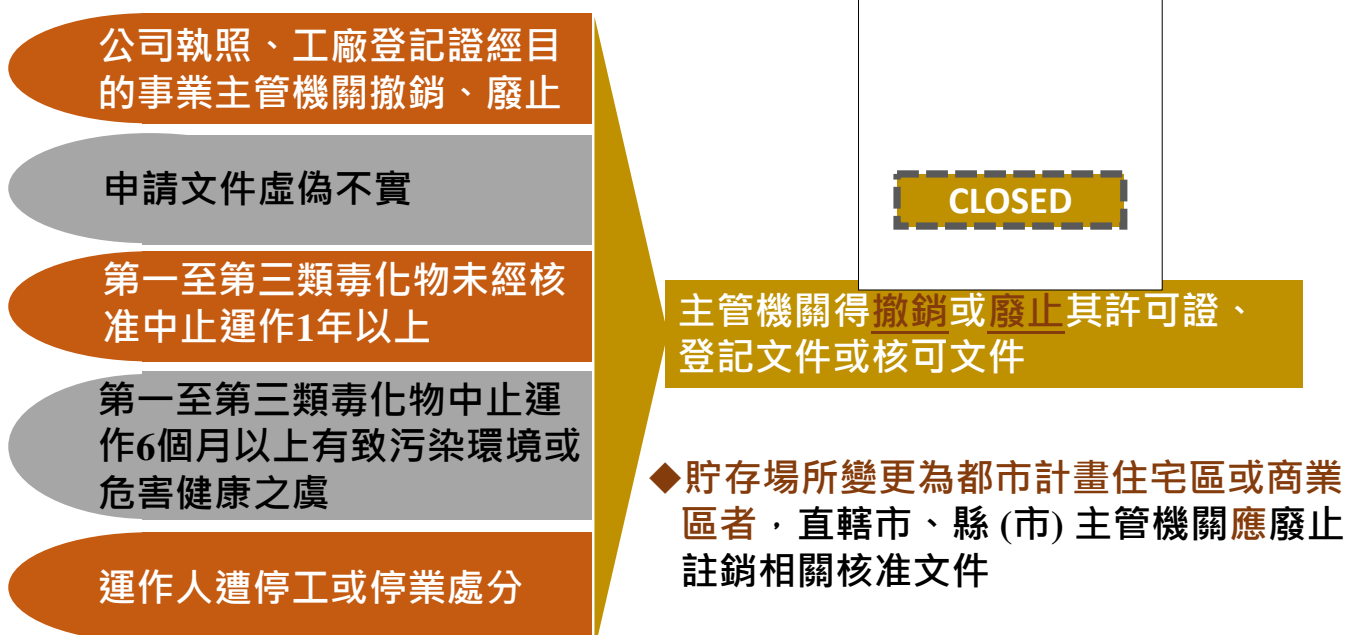 公司執照、工廠登記證經目
的事業主管機關撤銷、廢止
申請文件虛偽不實
第一至第三類毒化物未經核
准中止運作1年以上
第一至第三類毒化物中止運
作6個月以上有致污染環境或
危害健康之虞
運作人遭停工或停業處分
CLOSED
主管機關得撤銷或廢止其許可證、
登記文件或核可文件
◆貯存場所變更為都市計畫住宅區或商業
區者，直轄市、縣 (市) 主管機關應廢止
註銷相關核准文件